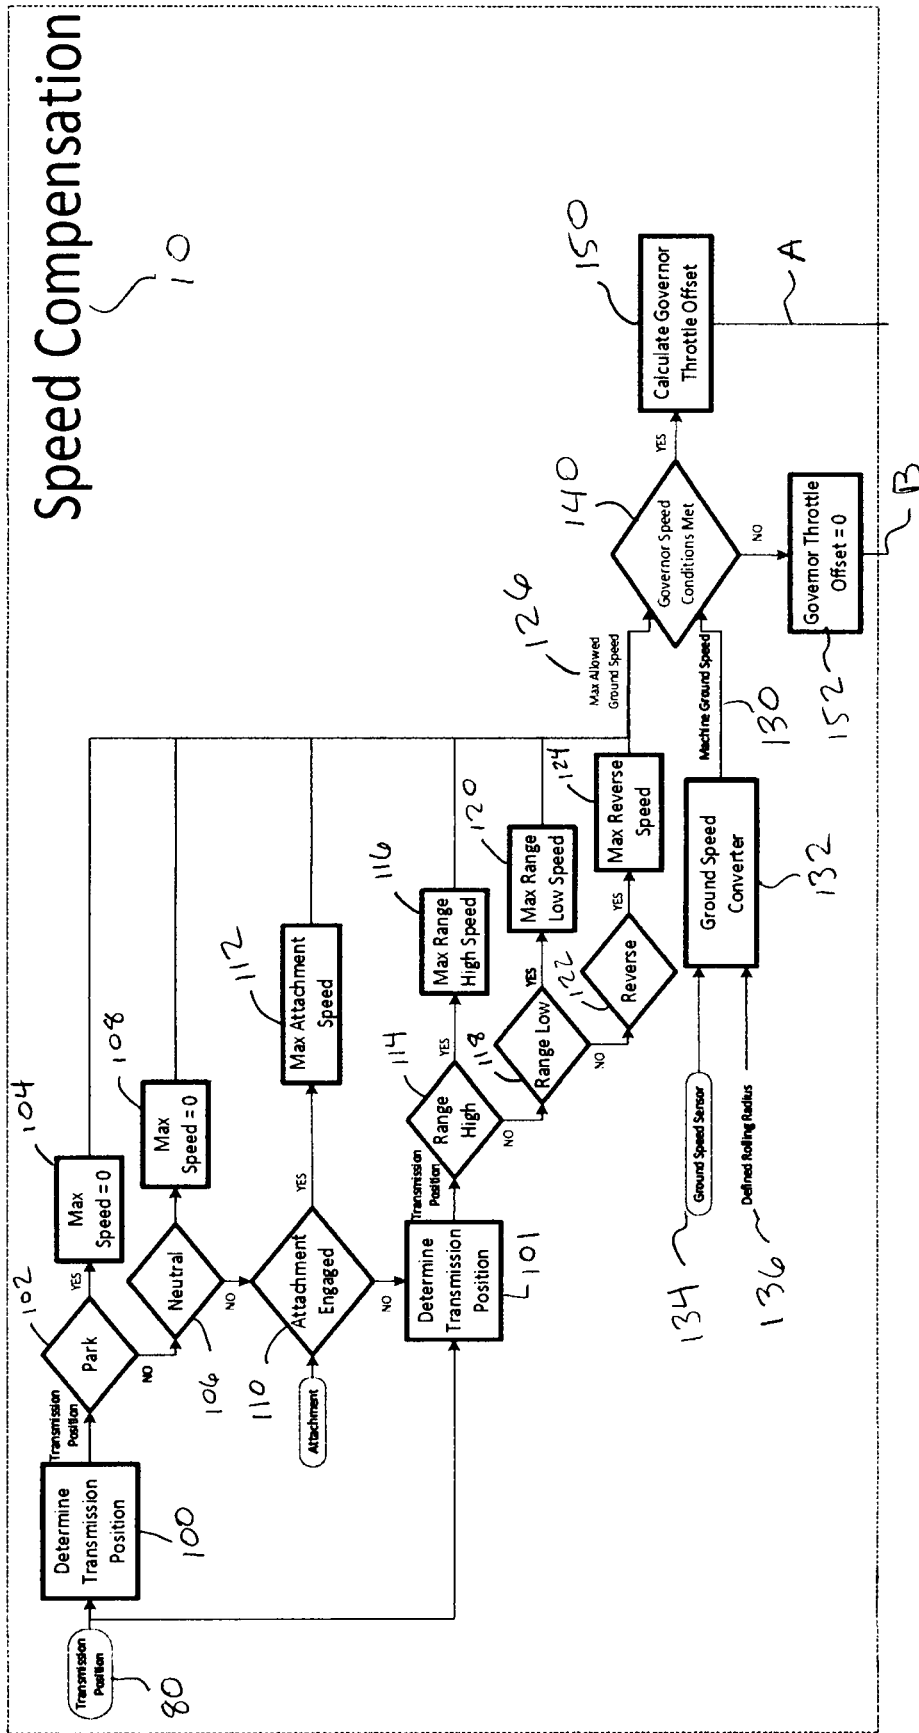 Speed Compensation
10
Transmission
Position
80
Determine
Transmission
Position
100
Transmission
Position
Park
102
YES
NO
Max
Speed = 0
104
Neutral
106
NO
Max
Speed = 0
108
Attachment
Attachment
Engaged
110
YES
NO
Max Attachment
Speed
112
Determine
Transmission
Position
101
Transmission
Position
Range
High
114
YES
NO
Max Range
High Speed
116
Range Low
118
YES
NO
Max Range
Low Speed
120
Reverse
122
YES
Max Reverse
Speed
124
Max Allowed
Ground Speed
126
Ground Speed Sensor
134
Defined Rolling Radius
136
Ground Speed
Converter
132
Machine Ground Speed
130
Governor Speed
Conditions Met
140
YES
NO
Calculate Governor
Throttle Offset
150
A
Governor Throttle
Offset = 0
152
B